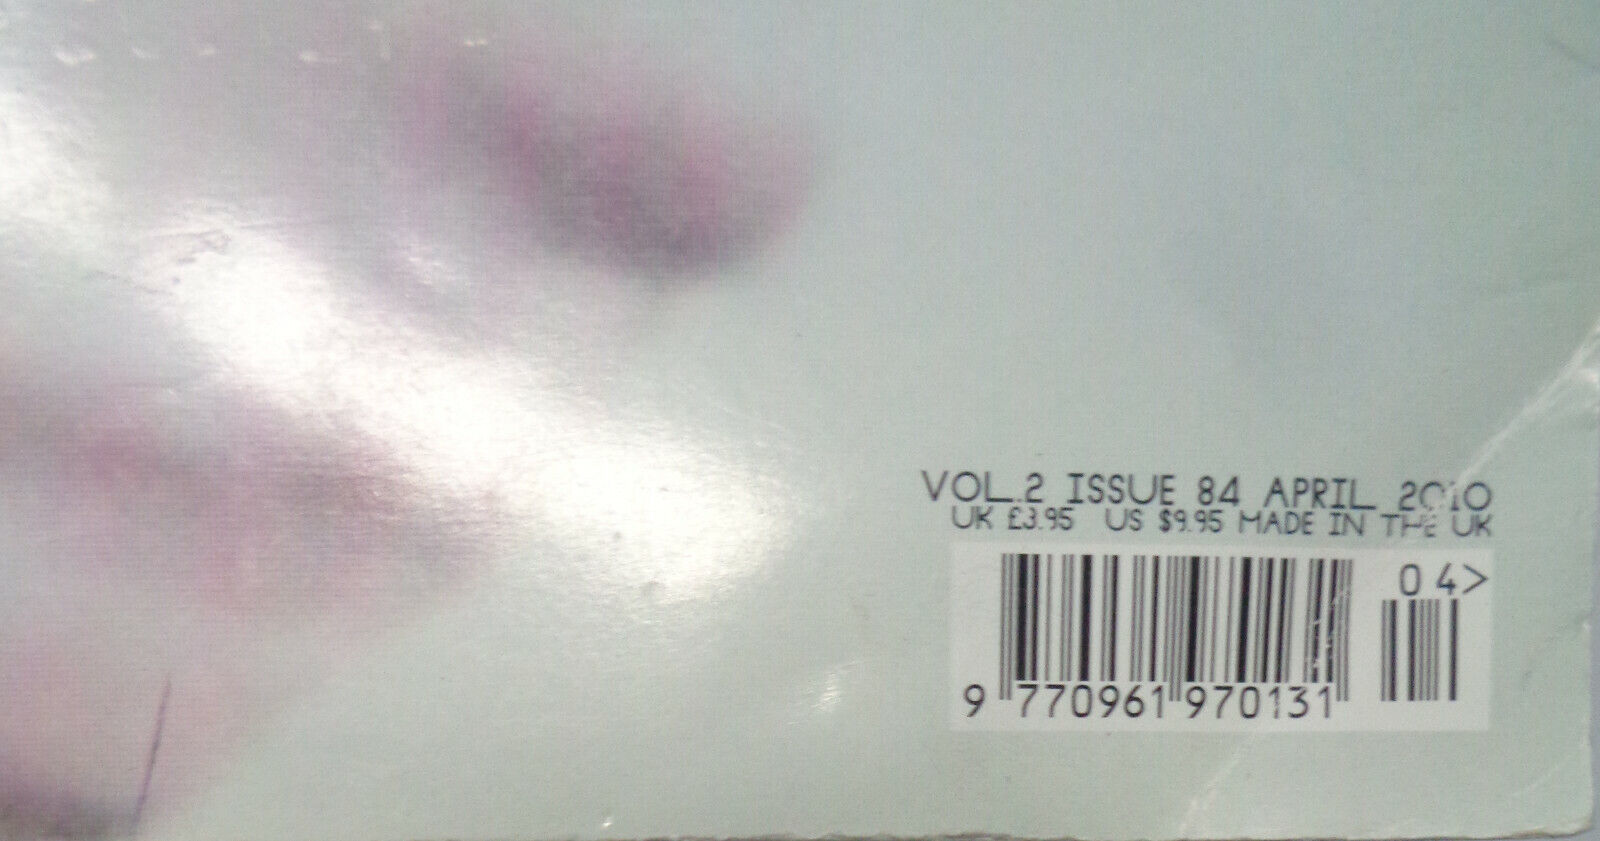 VOL.2 ISSUE 84 APRIL 2010
UK £3.95 US $9.95 MADE IN THE UK
04>
9 770961 970131